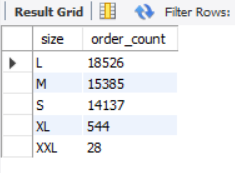 Result Grid Filter Rows:
size order_count
L 18526
M 15385
S 14137
XL 544
XXL 28